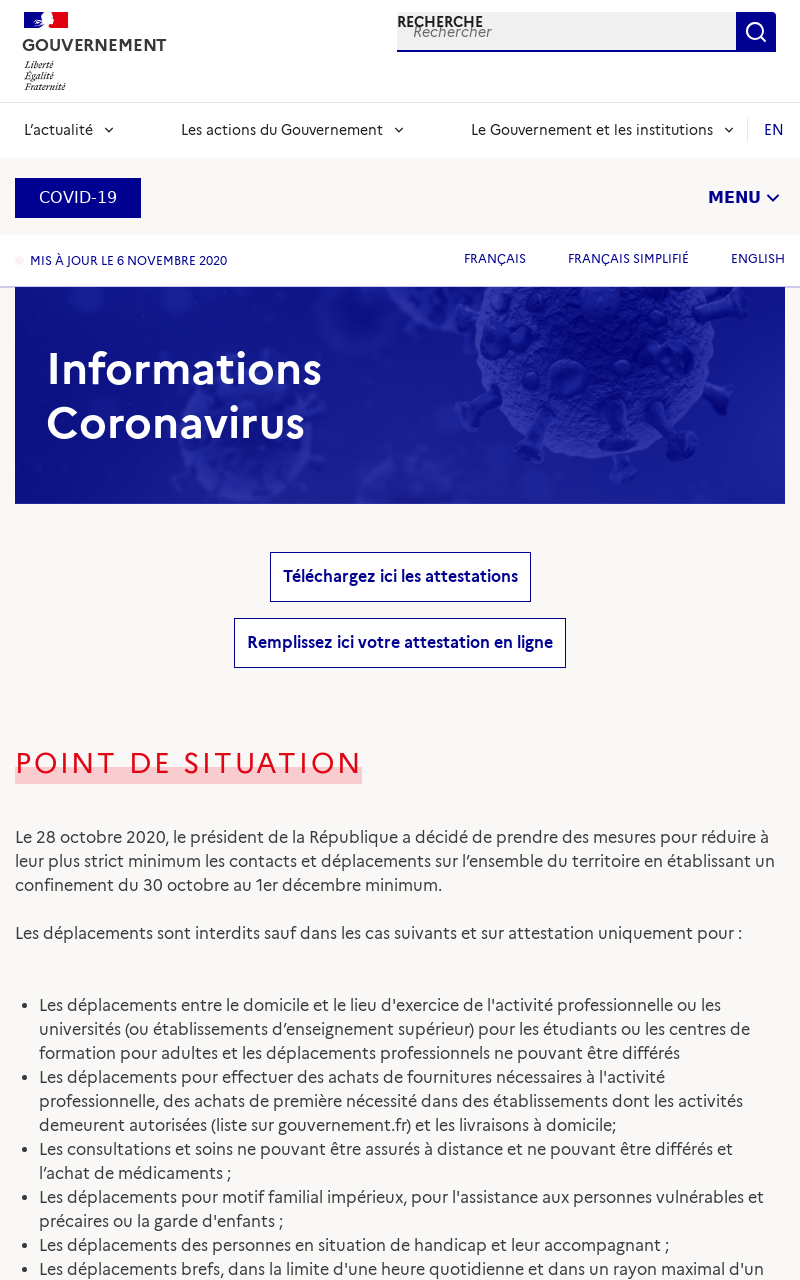 GOUVERNEMENT
Liberté
Égalité
Fraternité
RECHERCHE
Rechercher
L’actualité
Les actions du Gouvernement
Le Gouvernement et les institutions
EN
COVID-19
MENU
MIS À JOUR LE 6 NOVEMBRE 2020
FRANÇAIS
FRANÇAIS SIMPLIFIÉ
ENGLISH
Informations
Coronavirus
Téléchargez ici les attestations
Remplissez ici votre attestation en ligne
POINT DE SITUATION
Le 28 octobre 2020, le président de la République a décidé de prendre des mesures pour réduire à
leur plus strict minimum les contacts et déplacements sur l’ensemble du territoire en établissant un
confinement du 30 octobre au 1er décembre minimum.
Les déplacements sont interdits sauf dans les cas suivants et sur attestation uniquement pour :
• Les déplacements entre le domicile et le lieu d'exercice de l'activité professionnelle ou les
universités (ou établissements d’enseignement supérieur) pour les étudiants ou les centres de
formation pour adultes et les déplacements professionnels ne pouvant être différés
• Les déplacements pour effectuer des achats de fournitures nécessaires à l'activité
professionnelle, des achats de première nécessité dans des établissements dont les activités
demeurent autorisées (liste sur gouvernement.fr) et les livraisons à domicile;
• Les consultations et soins ne pouvant être assurés à distance et ne pouvant être différés et
l’achat de médicaments ;
• Les déplacements pour motif familial impérieux, pour l'assistance aux personnes vulnérables et
précaires ou la garde d'enfants ;
• Les déplacements des personnes en situation de handicap et leur accompagnant ;
• Les déplacements brefs, dans la limite d'une heure quotidienne et dans un rayon maximal d'un